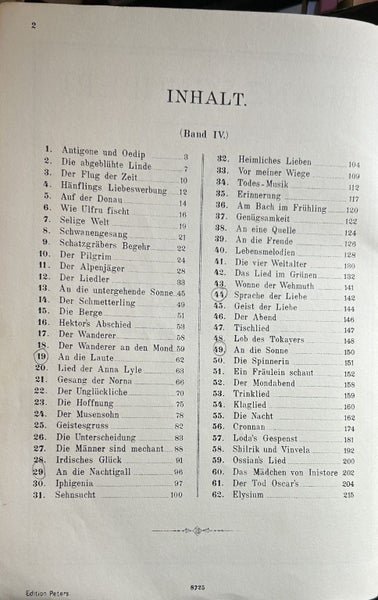 2
INHALT.
(Band IV.)
1. Antigone und Oedip 3
2. Die abgeblühte Linde 7
3. Der Flug der Zeit 10
4. Hänflings Liebeswerbung 12
5. Auf der Donau 14
6. Wie Ulfru fischt 16
7. Selige Welt 19
8. Schwanengesang 21
9. Schatzgräbers Begehr 22
10. Der Pilgrim 24
11. Der Alpenjäger 28
12. Der Liedler 33
13. An die untergehende Sonne 45
14. Der Schmetterling 49
15. Die Berge 51
16. Hektors Abschied 53
17. Der Wanderer 58
18. Der Wanderer an den Mond 59
19. An die Laute 62
20. Lied der Anna Lyle 63
21. Gesang der Norna 66
22. Der Unglückliche 70
23. Die Hoffnung 75
24. Der Musensohn 78
25. Geistesgruss 82
26. Die Unterscheidung 83
27. Die Männer sind mechant 88
28. Irdisches Glück 91
29. An die Nachtigall 96
30. Iphigenia 97
31. Sehnsucht 100
32. Heimliches Lieben 104
33. Vor meiner Wiege 109
34. Todes-Musik 112
35. Erinnerung 117
36. Am Bach im Frühling 120
37. Genügsamkeit 122
38. An eine Quelle 124
39. An die Freude 126
40. Lebensmelodien 128
41. Die vier Weltalter 130
42. Das Lied im Grünen 132
43. Wonne der Wehmuth 141
44. Sprache der Liebe 142
45. Geist der Liebe 144
46. Der Abend 146
47. Tischlied 147
48. Lob des Tokayers 148
49. An die Sonne 150
50. Die Spinnerin 151
51. Ein Fräulein schaut 152
52. Der Mondabend 158
53. Trinklied 159
54. Klaglied 160
55. Die Nacht 162
56. Cronnan 174
57. Loda's Gespenst 181
58. Shilrik und Vinvela 192
59. Ossian's Lied 200
60. Das Mädchen von Inistore 202
61. Der Tod Oscar's 204
62. Elysium 215
Edition Peters.
8725